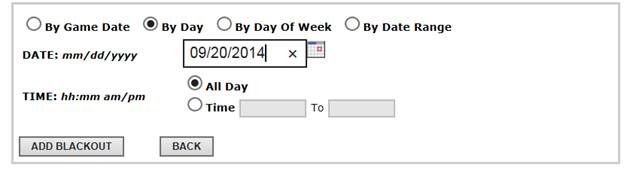 By Game Date By Day By Day Of Week By Date Range
DATE: mm/dd/yyyy 09/20/2014 ×
All Day
TIME: hh:mm am/pm
Time To
ADD BLACKOUT BACK